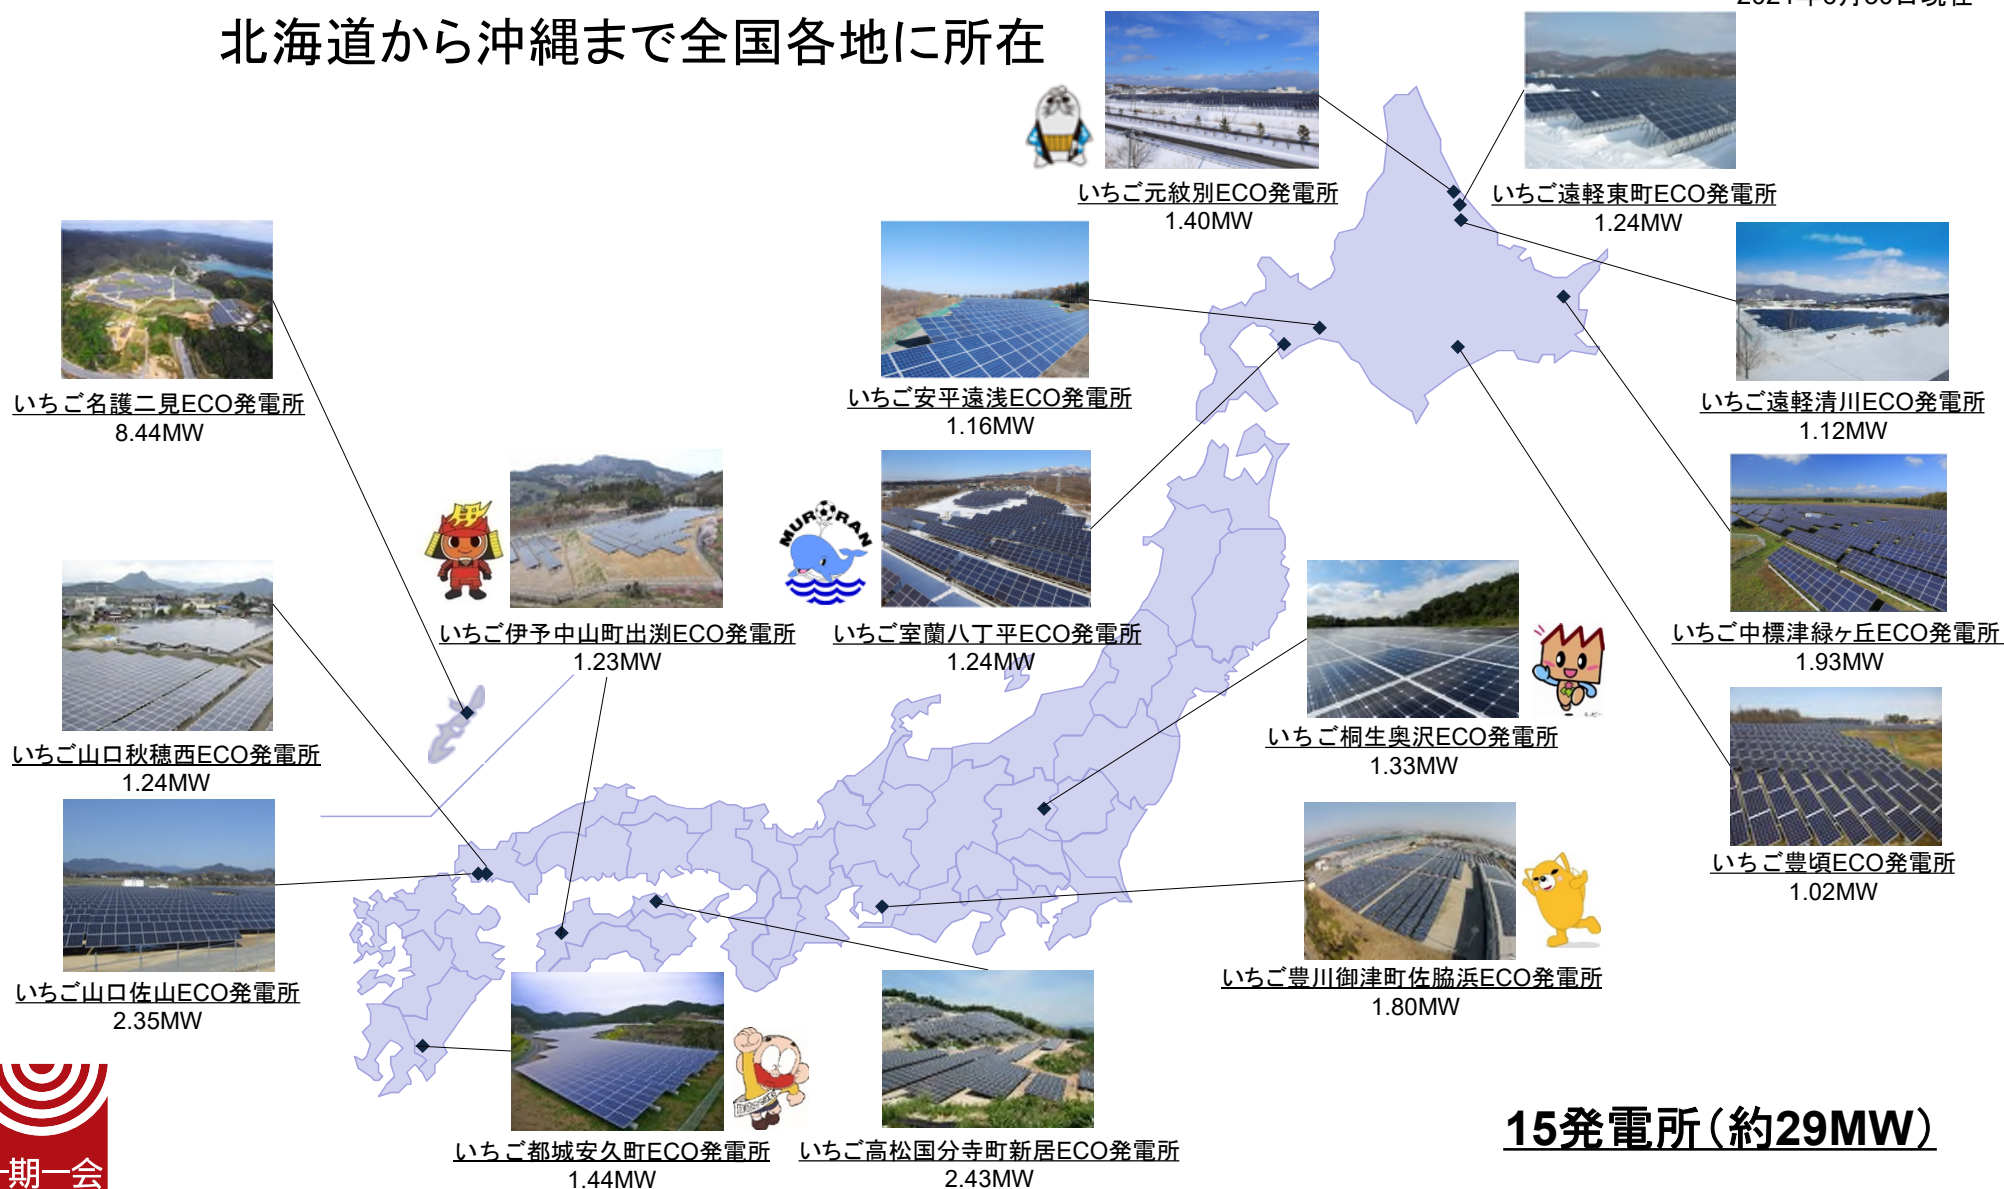 北海道から沖縄まで全国各地に所在
いちご元紋別ECO発電所
1.40MW
いちご遠軽東町ECO発電所
1.24MW
いちご名護二見ECO発電所
8.44MW
いちご安平遠浅ECO発電所
1.16MW
いちご遠軽清川ECO発電所
1.12MW
MURORAN
いちご伊予中山町出渕ECO発電所
1.23MW
いちご室蘭八丁平ECO発電所
1.24MW
いちご中標津緑ヶ丘ECO発電所
1.93MW
いちご山口秋穂西ECO発電所
1.24MW
いちご桐生奥沢ECO発電所
1.33MW
いちご豊頃ECO発電所
1.02MW
いちご山口佐山ECO発電所
2.35MW
いちご豊川御津町佐脇浜ECO発電所
1.80MW
いちご都城安久町ECO発電所
1.44MW
いちご高松国分寺町新居ECO発電所
2.43MW
15発電所（約29MW）
一期一会